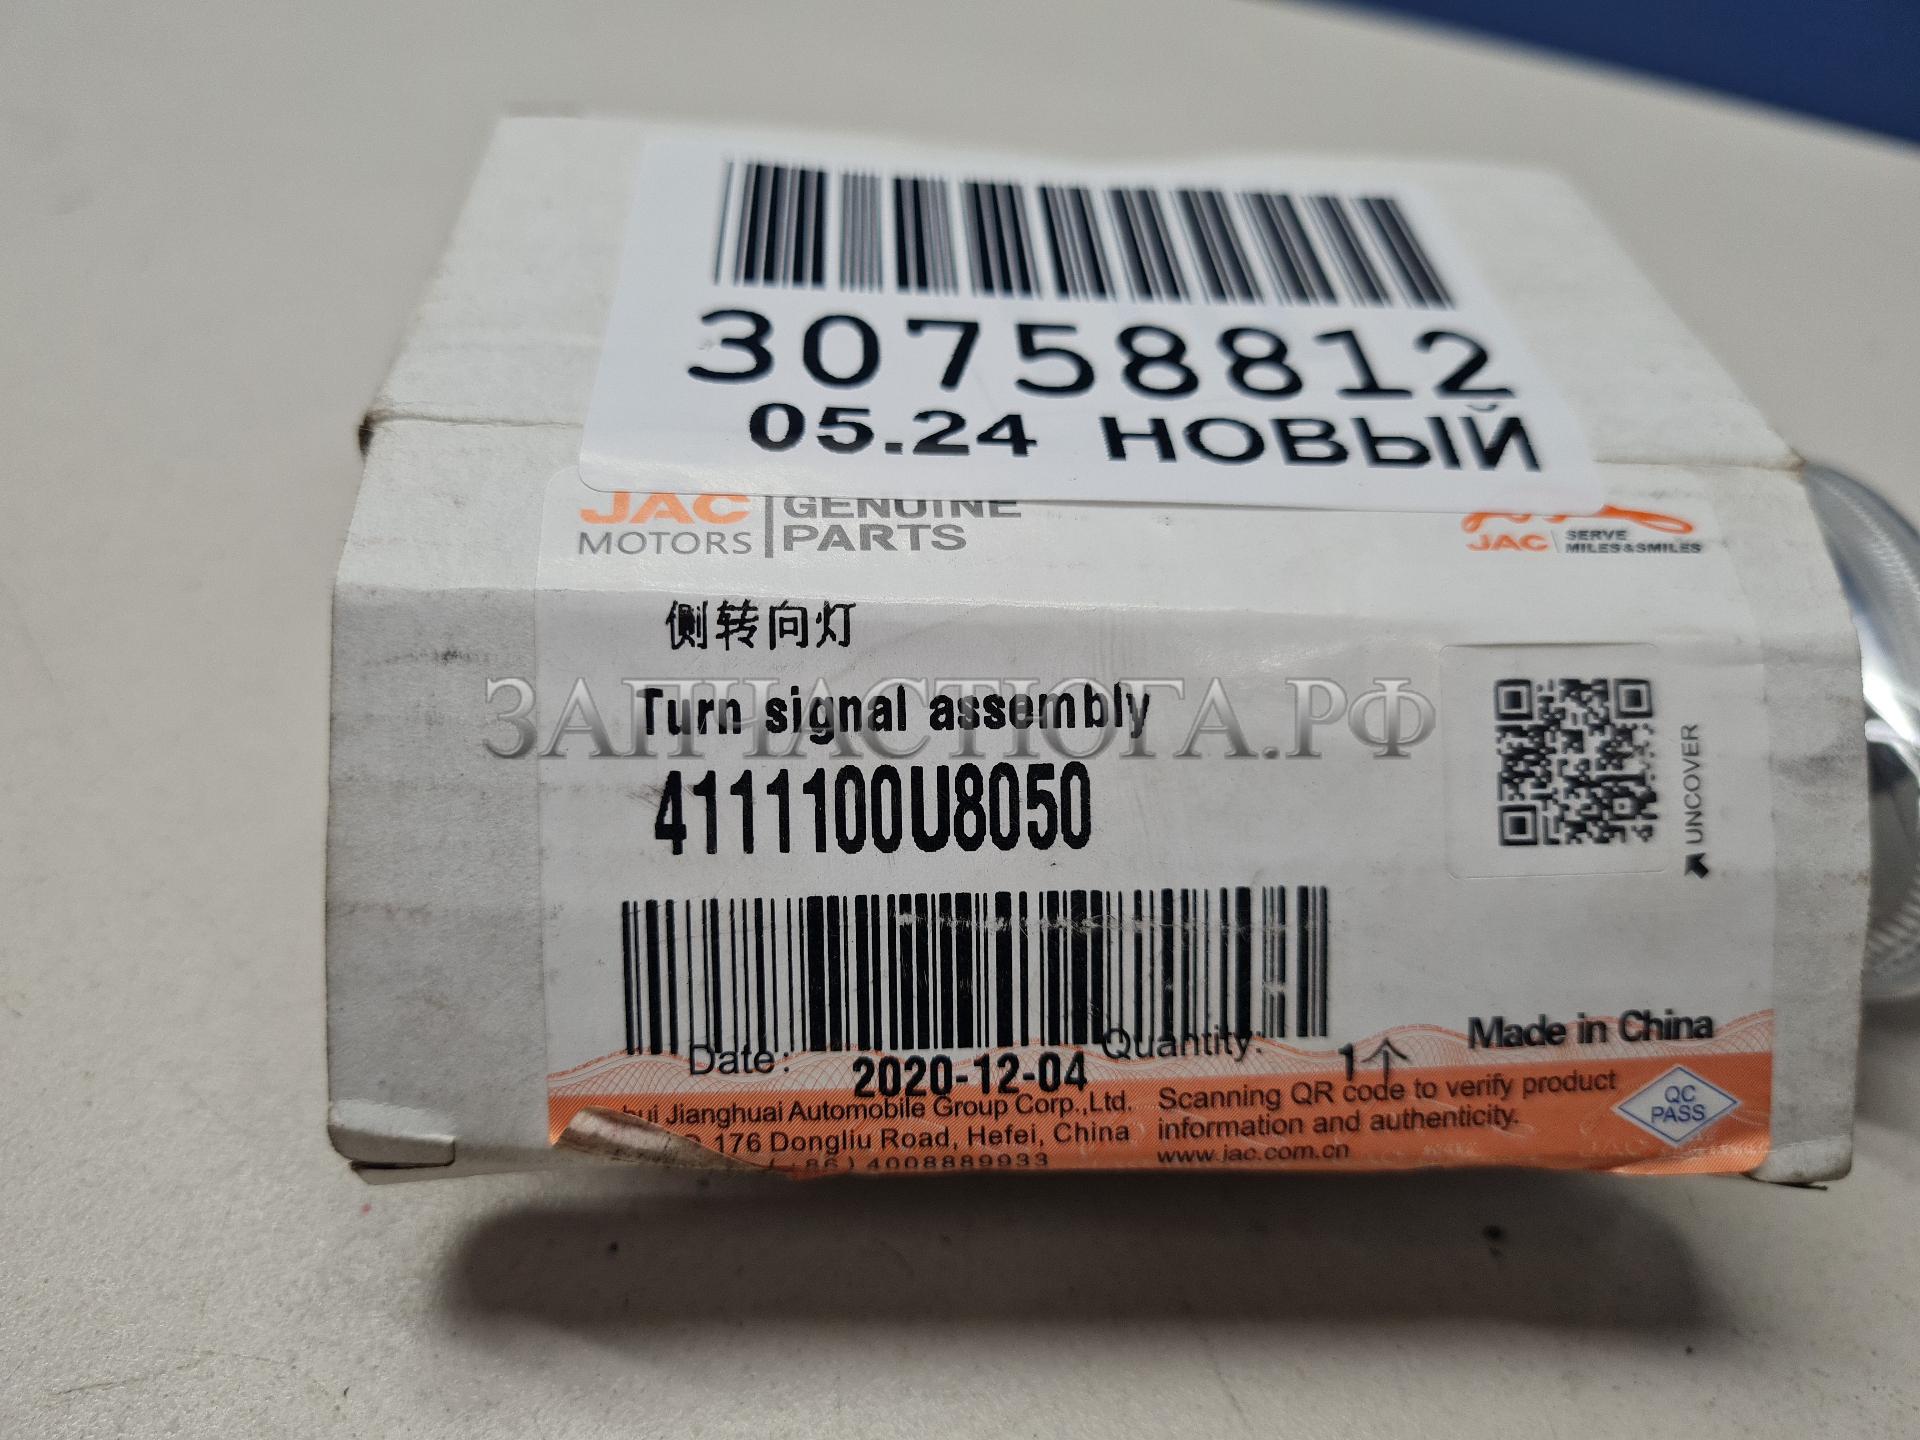 30758812
05.24 НОВЫЙ
JAC MOTORS
GENUINE PARTS
JAC
SERVE MILES&SMILES
侧转向灯
ЗАПЧАСТЮГА.РФ
Turn signal assembly
4111100U8050
UNCOVER
Date:
2020-12-04
Quantity:
1个
Made in China
Jianghuai Automobile Group Corp.,Ltd.
176 Dongliu Road, Hefei, China
(+86) 4008889933
Scanning QR code to verify product
information and authenticity.
www.jac.com.cn
QC
PASS